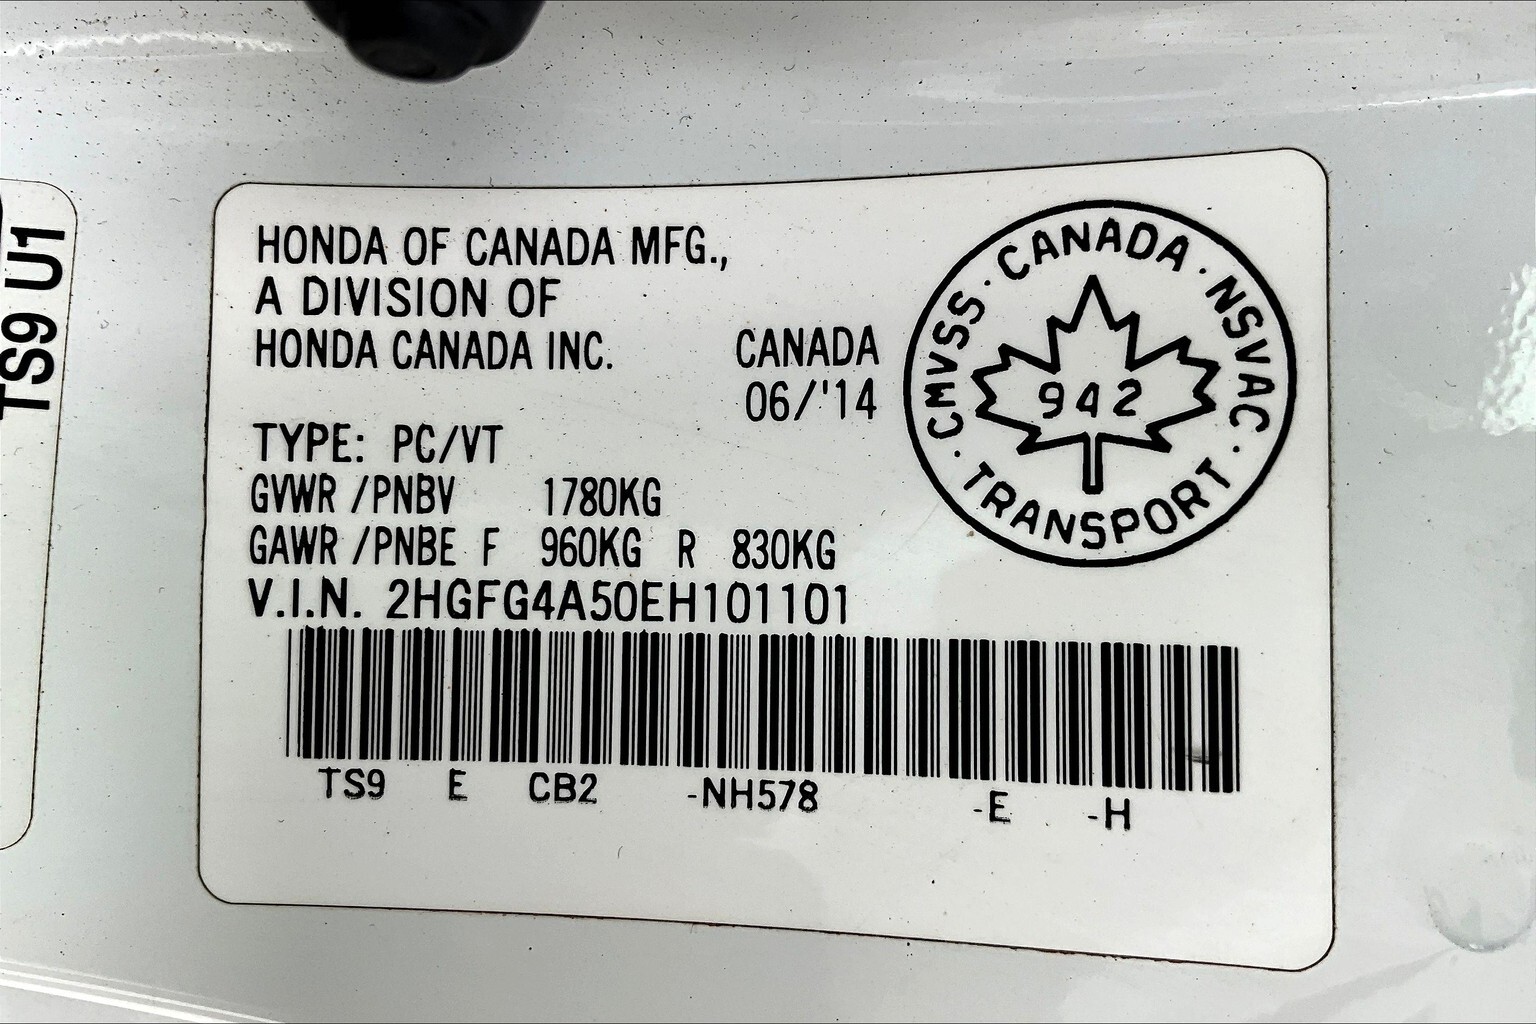 TS9 U1
HONDA OF CANADA MFG.,
A DIVISION OF
HONDA CANADA INC.
CANADA
06/'14
TYPE: PC/VT
GVWR /PNBV 1780KG
GAWR /PNBE F 960KG R 830KG
V.I.N. 2HGFG4A50EH101101
TS9 E CB2 -NH578 -E -H
CMVSS · CANADA · NSVAC · TRANSPORT ·
942